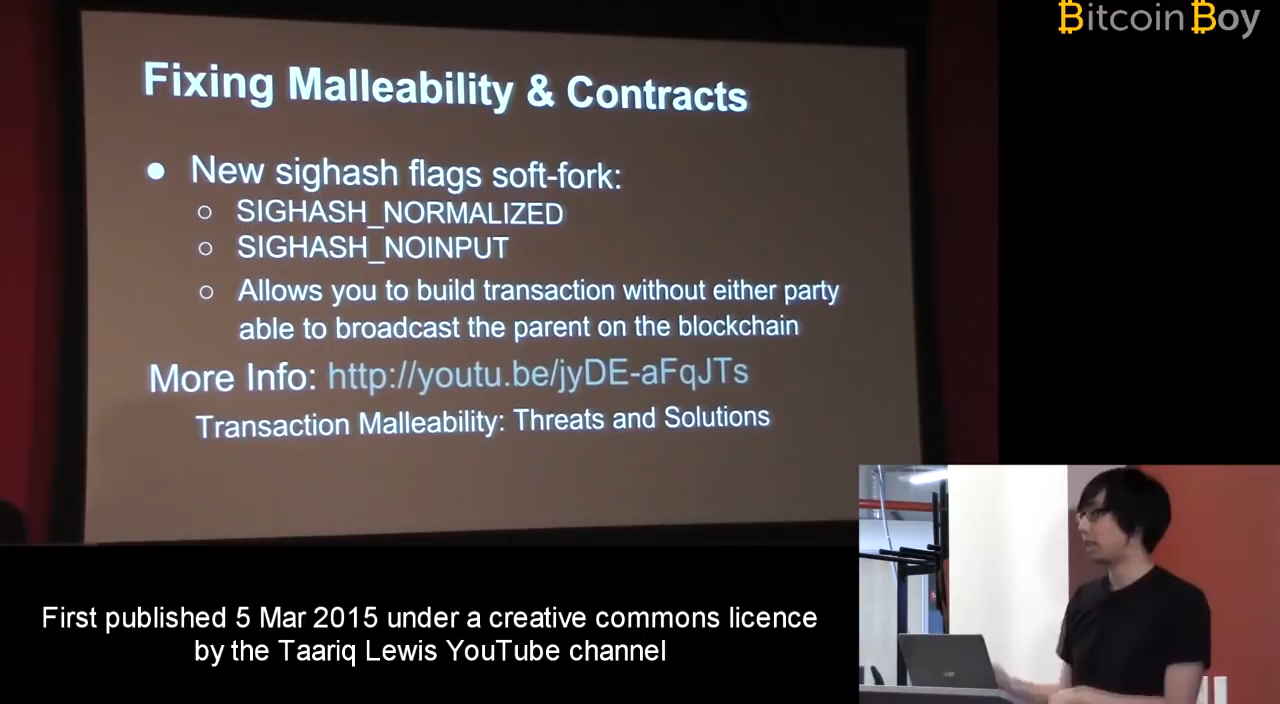 Bitcoin Boy
Fixing Malleability & Contracts
● New sighash flags soft-fork:
○ SIGHASH_NORMALIZED
○ SIGHASH_NOINPUT
○ Allows you to build transaction without either party
able to broadcast the parent on the blockchain
More Info: http://youtu.be/jyDE-aFqJTs
Transaction Malleability: Threats and Solutions
First published 5 Mar 2015 under a creative commons licence
by the Taariq Lewis YouTube channel